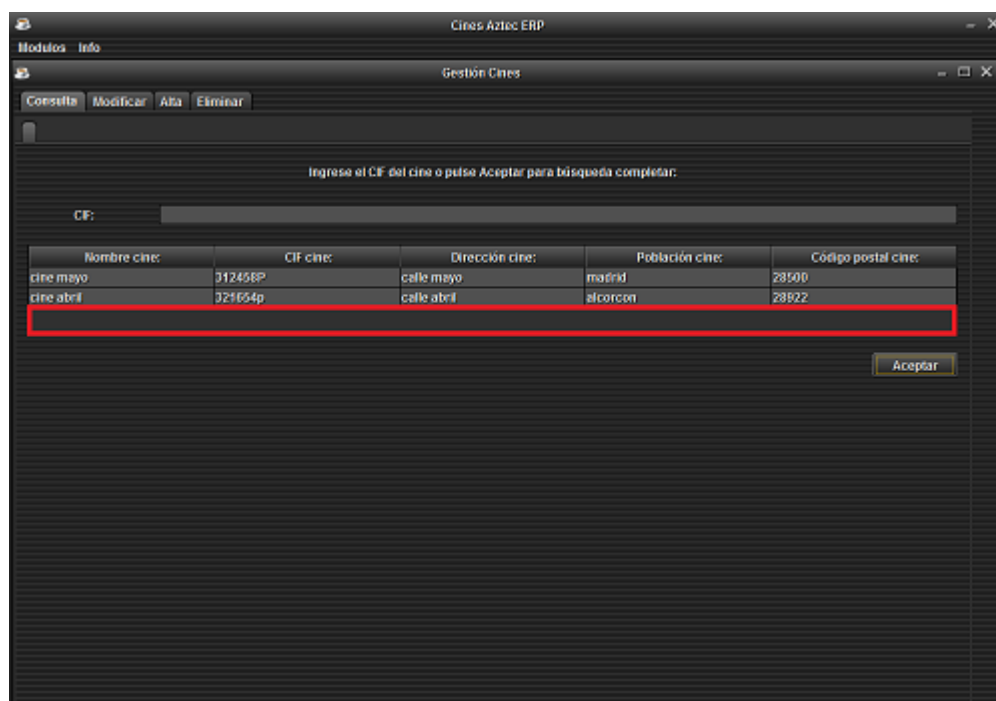 Cines Aztec ERP
Modulos Info
Gestión Cines
Consulta Modificar Alta Eliminar
Ingrese el CIF del cine o pulse Aceptar para búsqueda completar:
CIF:
Nombre cine: CIF cine: Dirección cine: Población cine: Código postal cine:
cine mayo 312458P calle mayo madrid 28500
cine abril 321654p calle abril alcorcon 28922
Aceptar